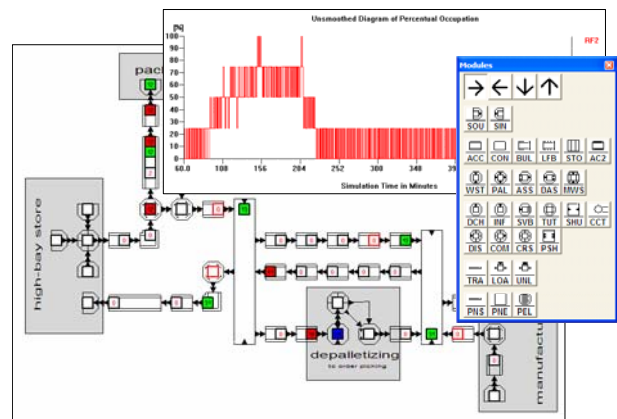 Unsmoothed Diagram of Percentual Occupation
[%]
RF2
100
90
80
70
60
50
40
30
20
10
0
60.0 108 156 204 252 300 348
Simulation Time in Minutes
Modules
SOU SIN
ACC CON BUL LFB STO AC2
WST PAL ASS DAS MWS
DCH INF SVB TUT SHU CCT
DIS COM CRS PSH
TRA LOA UNL
PNS PNE PEL
high-bay store
depalletizing
to order picking